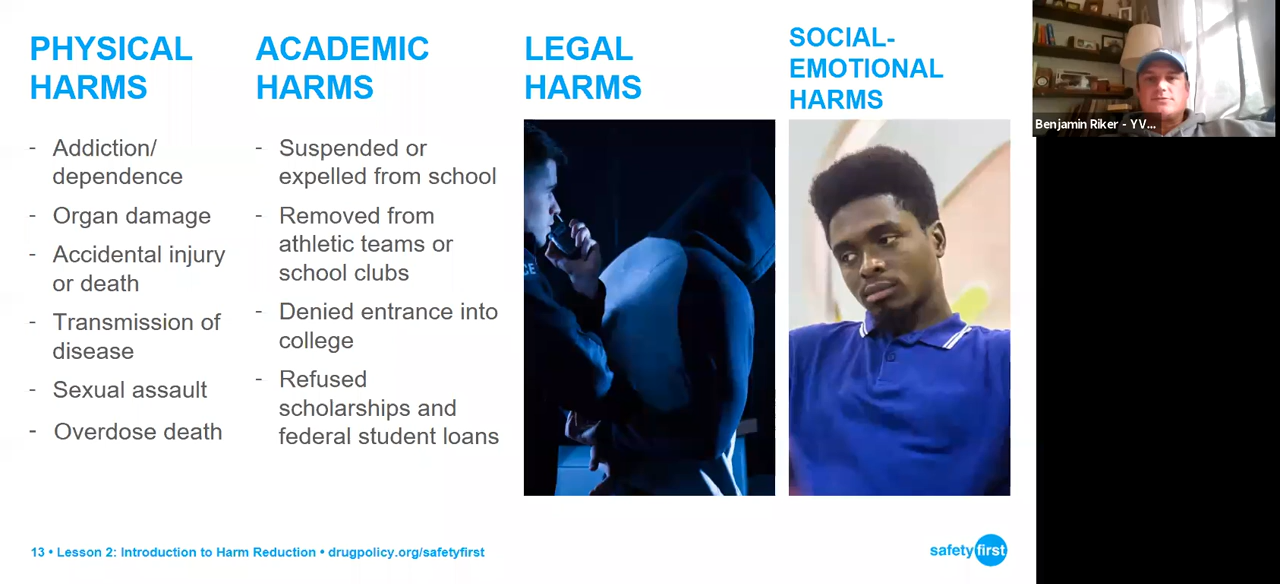 PHYSICAL
HARMS
- Addiction/
dependence
- Organ damage
- Accidental injury
or death
- Transmission of
disease
- Sexual assault
- Overdose death
ACADEMIC
HARMS
- Suspended or
expelled from school
- Removed from
athletic teams or
school clubs
- Denied entrance into
college
- Refused
scholarships and
federal student loans
LEGAL
HARMS
CE
SOCIAL-
EMOTIONAL
HARMS
Benjamin Riker - YV...
13 • Lesson 2: Introduction to Harm Reduction • drugpolicy.org/safetyfirst
safetyfirst